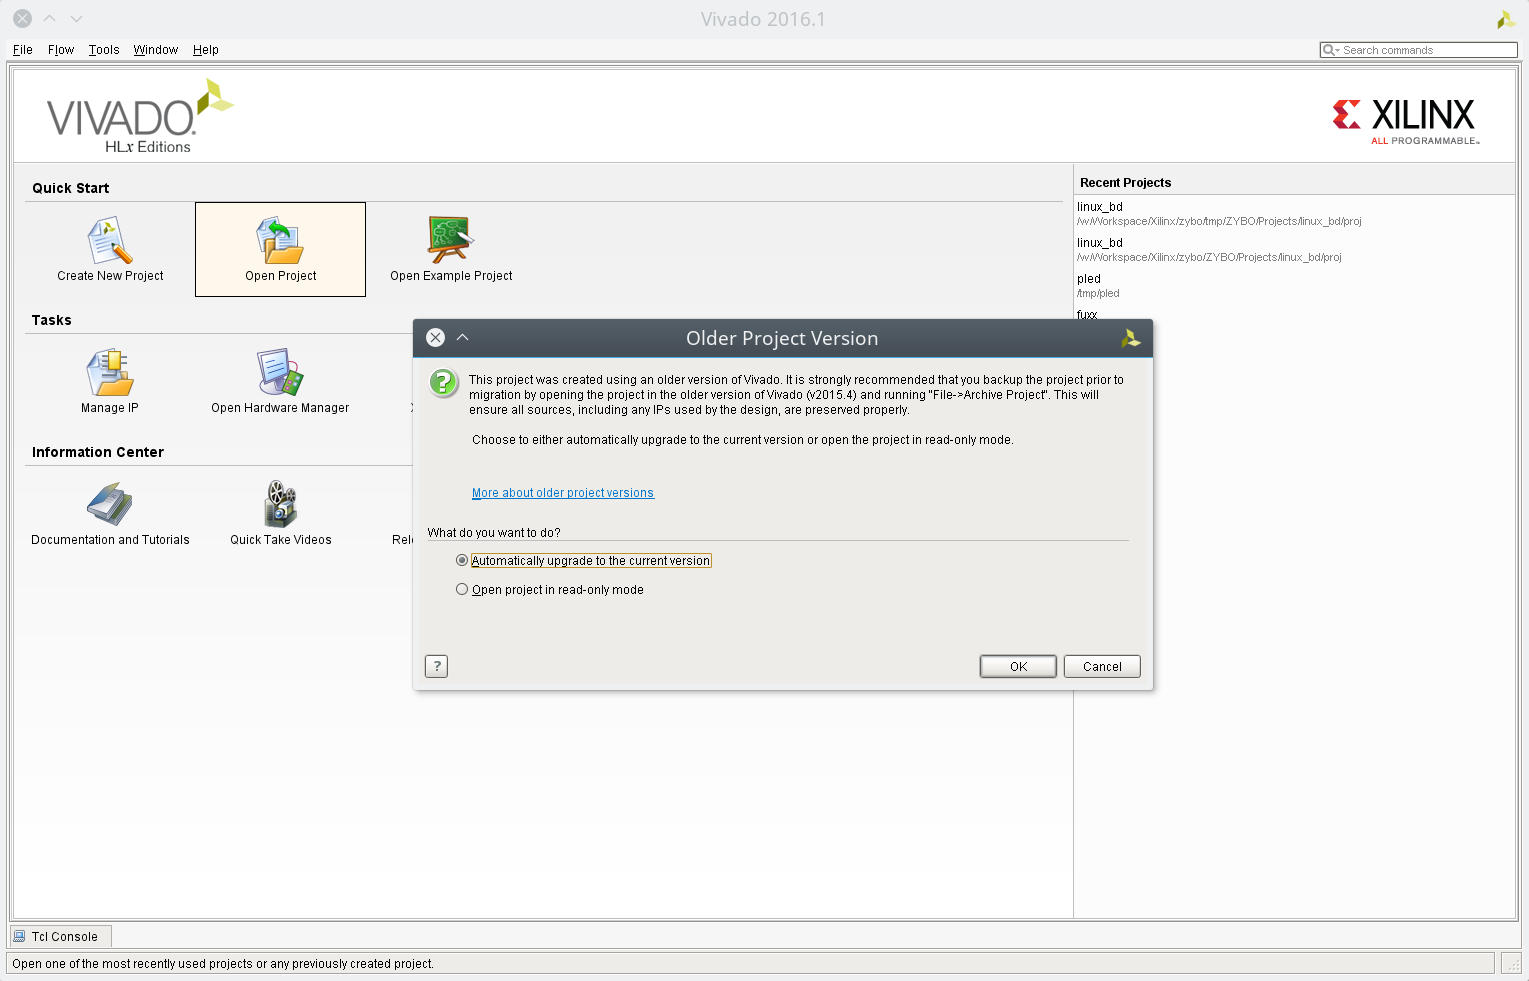 Vivado 2016.1
File Flow Tools Window Help
Search commands
VIVADO.
HLx Editions
XILINX
ALL PROGRAMMABLE™
Quick Start
Create New Project
Open Project
Open Example Project
Tasks
Manage IP
Open Hardware Manager
Information Center
Documentation and Tutorials
Quick Take Videos
Rel
Recent Projects
linux_bd
/w/Workspace/Xilinx/zybo/tmp/ZYBO/Projects/linux_bd/proj
linux_bd
/w/Workspace/Xilinx/zybo/ZYBO/Projects/linux_bd/proj
pled
/tmp/pled
fuxx
Older Project Version
This project was created using an older version of Vivado. It is strongly recommended that you backup the project prior to
migration by opening the project in the older version of Vivado (v2015.4) and running "File->Archive Project". This will
ensure all sources, including any IPs used by the design, are preserved properly.
Choose to either automatically upgrade to the current version or open the project in read-only mode.
More about older project versions
What do you want to do?
Automatically upgrade to the current version
Open project in read-only mode
?
OK
Cancel
Tcl Console
Open one of the most recently used projects or any previously created project.